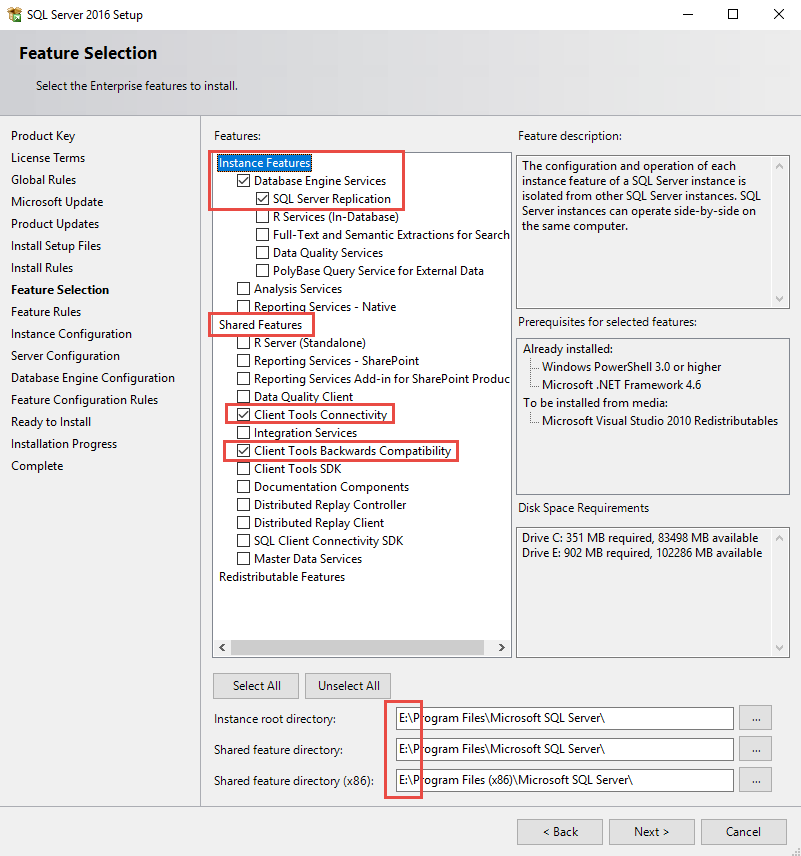 SQL Server 2016 Setup
Feature Selection
Select the Enterprise features to install.
Product Key
License Terms
Global Rules
Microsoft Update
Product Updates
Install Setup Files
Install Rules
Feature Selection
Feature Rules
Instance Configuration
Server Configuration
Database Engine Configuration
Feature Configuration Rules
Ready to Install
Installation Progress
Complete
Features:
Instance Features
Database Engine Services
SQL Server Replication
R Services (In-Database)
Full-Text and Semantic Extractions for Search
Data Quality Services
PolyBase Query Service for External Data
Analysis Services
Reporting Services - Native
Shared Features
R Server (Standalone)
Reporting Services - SharePoint
Reporting Services Add-in for SharePoint Produc
Data Quality Client
Client Tools Connectivity
Integration Services
Client Tools Backwards Compatibility
Client Tools SDK
Documentation Components
Distributed Replay Controller
Distributed Replay Client
SQL Client Connectivity SDK
Master Data Services
Redistributable Features
Feature description:
The configuration and operation of each
instance feature of a SQL Server instance is
isolated from other SQL Server instances. SQL
Server instances can operate side-by-side on
the same computer.
Prerequisites for selected features:
Already installed:
Windows PowerShell 3.0 or higher
Microsoft .NET Framework 4.6
To be installed from media:
Microsoft Visual Studio 2010 Redistributables
Disk Space Requirements
Drive C: 351 MB required, 83498 MB available
Drive E: 902 MB required, 102286 MB available
Select All
Unselect All
Instance root directory:
E:\Program Files\Microsoft SQL Server\
...
Shared feature directory:
E:\Program Files\Microsoft SQL Server\
...
Shared feature directory (x86):
E:\Program Files (x86)\Microsoft SQL Server\
...
< Back
Next >
Cancel